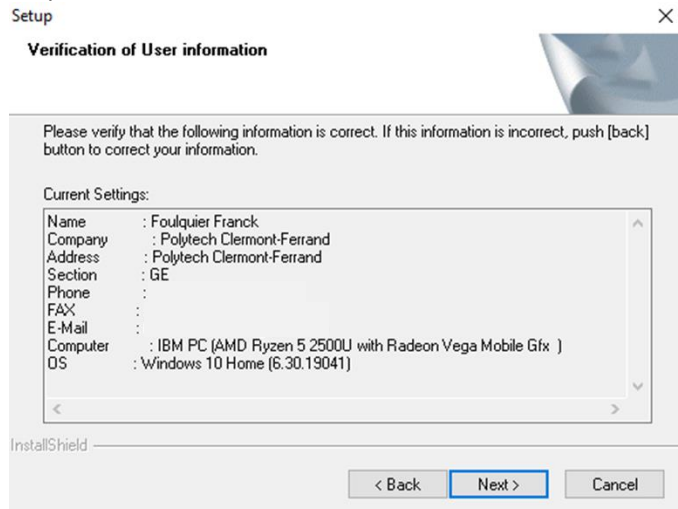 Setup
Verification of User information
Please verify that the following information is correct. If this information is incorrect, push [back]
button to correct your information.
Current Settings:
Name : Foulquier Franck
Company : Polytech Clermont-Ferrand
Address : Polytech Clermont-Ferrand
Section : GE
Phone :
FAX :
E-Mail :
Computer : IBM PC (AMD Ryzen 5 2500U with Radeon Vega Mobile Gfx )
OS : Windows 10 Home (6.30.19041)
InstallShield
< Back Next > Cancel